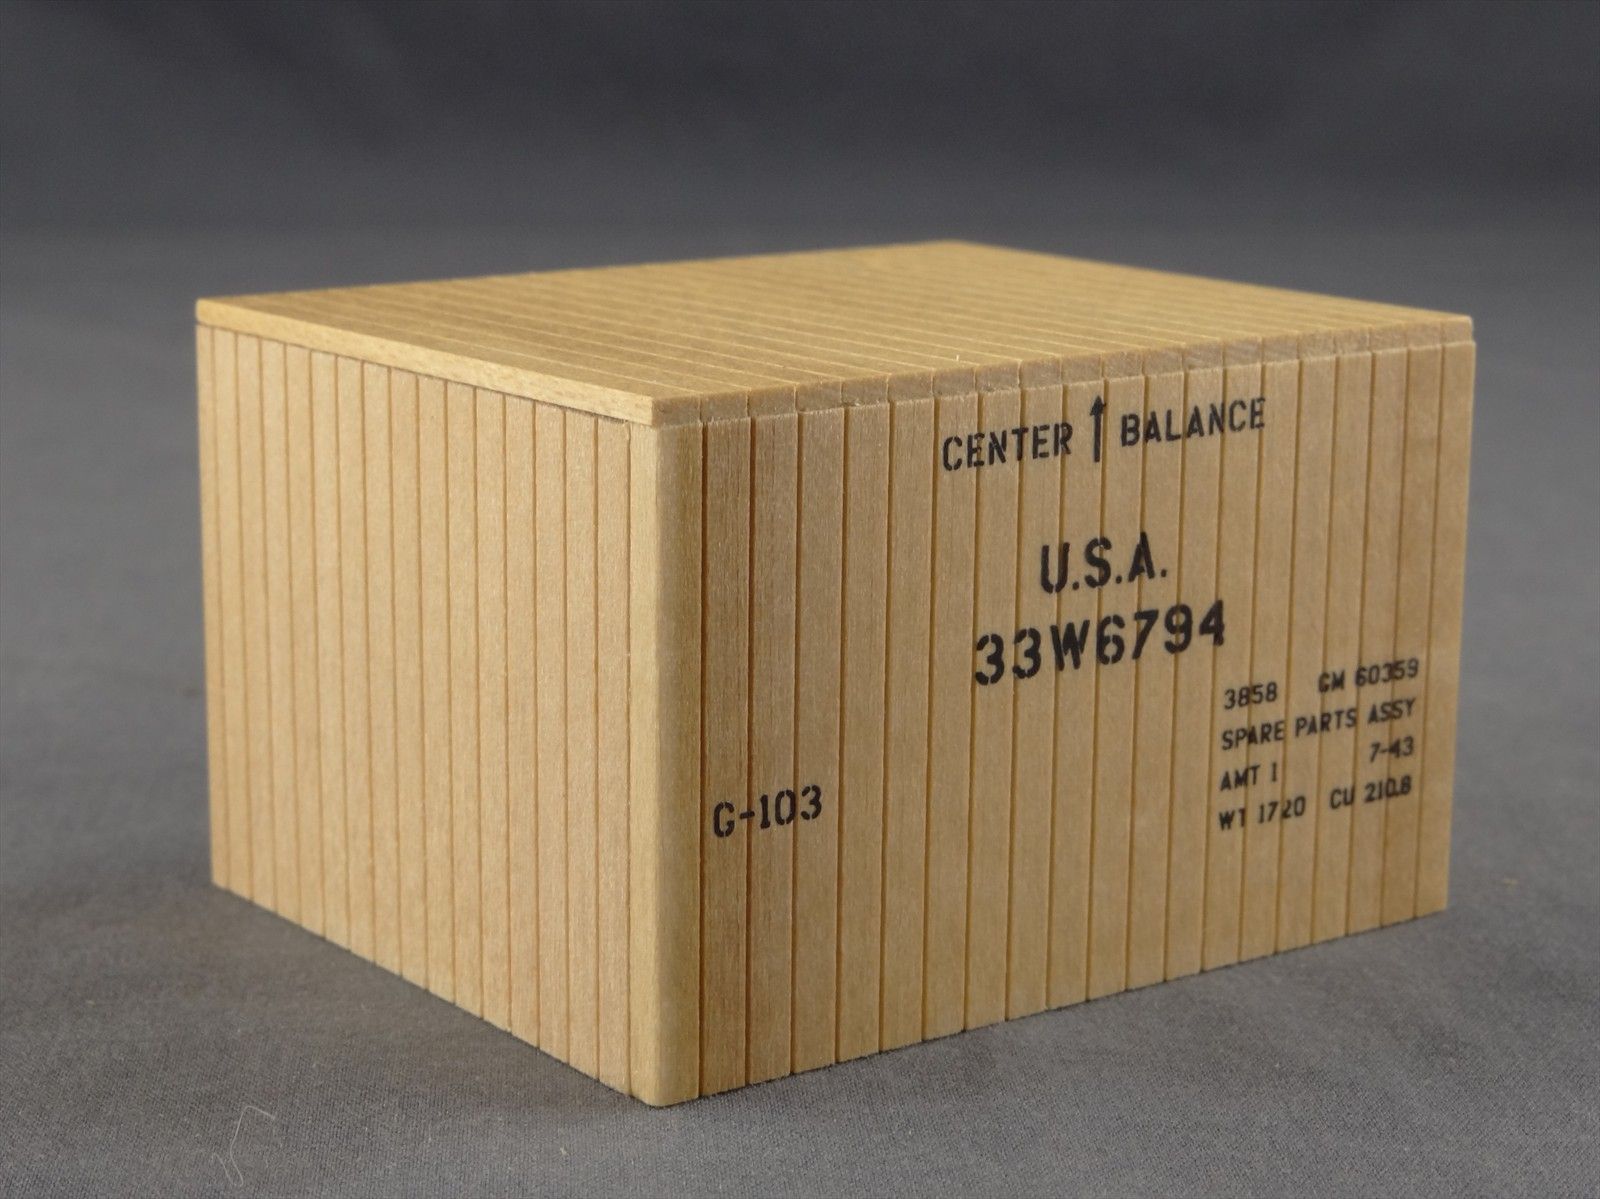 CENTER ↑ BALANCE
U.S.A.
33W6794
3858 GM 60359
SPARE PARTS ASSY
AMT 1 7-43
WT 1720 CU 210.8
G-103